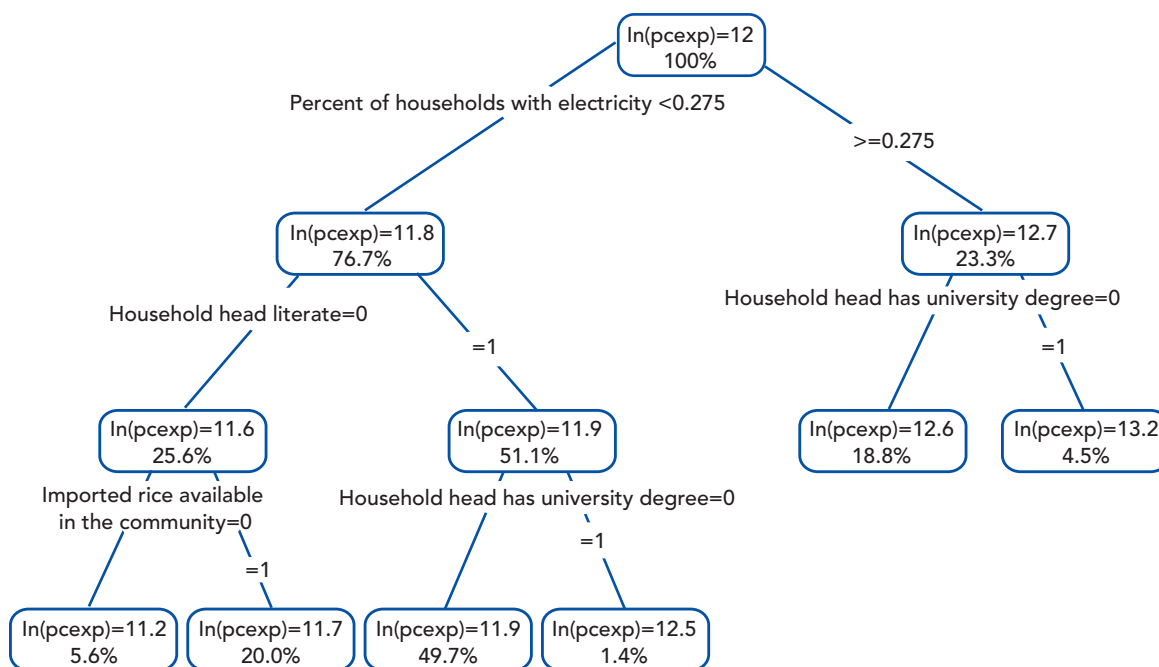 ln(pcexp)=12
100%
Percent of households with electricity <0.275
>=0.275
ln(pcexp)=11.8
76.7%
ln(pcexp)=12.7
23.3%
Household head literate=0
=1
Household head has university degree=0
=1
ln(pcexp)=11.6
25.6%
ln(pcexp)=11.9
51.1%
ln(pcexp)=12.6
18.8%
ln(pcexp)=13.2
4.5%
Imported rice available
in the community=0
=1
Household head has university degree=0
=1
ln(pcexp)=11.2
5.6%
ln(pcexp)=11.7
20.0%
ln(pcexp)=11.9
49.7%
ln(pcexp)=12.5
1.4%